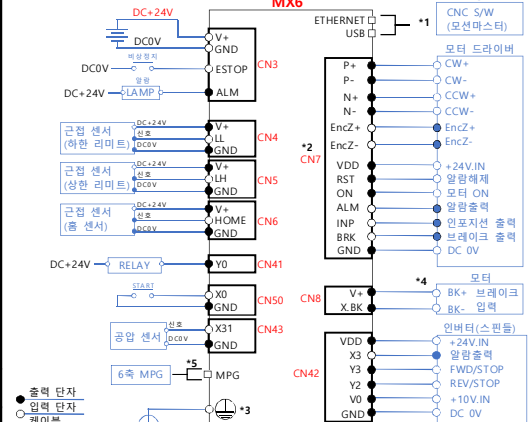 MX6
DC+24V
DC0V
V+
GND
비상정지
DC0V
ESTOP
CN3
알람
DC+24V
LAMP
ALM
근접 센서
(하한 리미트)
DC+24V
신호
DC0V
V+
LL
GND
CN4
근접 센서
(상한 리미트)
DC+24V
신호
DC0V
V+
LH
GND
CN5
근접 센서
(홈 센서)
DC+24V
신호
DC0V
V+
HOME
GND
CN6
DC+24V
RELAY
Y0
CN41
START
X0
GND
CN50
공압 센서
신호
DC0V
X31
GND
CN43
6축 MPG
*5
MPG
출력 단자
입력 단자
케이블
*3
ETHERNET
USB
*1
CNC S/W
(모션마스터)
모터 드라이버
*2
CN7
P+
P-
N+
N-
EncZ+
EncZ-
VDD
RST
ON
ALM
INP
BRK
GND
CW+
CW-
CCW+
CCW-
EncZ+
EncZ-
+24V.IN
알람해제
모터 ON
알람출력
인포지션 출력
브레이크 출력
DC 0V
*4
모터
CN8
V+
X.BK
BK+ 브레이크
BK- 입력
인버터(스핀들)
CN42
VDD
X3
Y3
Y2
V0
GND
+24V.IN
알람출력
FWD/STOP
REV/STOP
+10V.IN
DC 0V